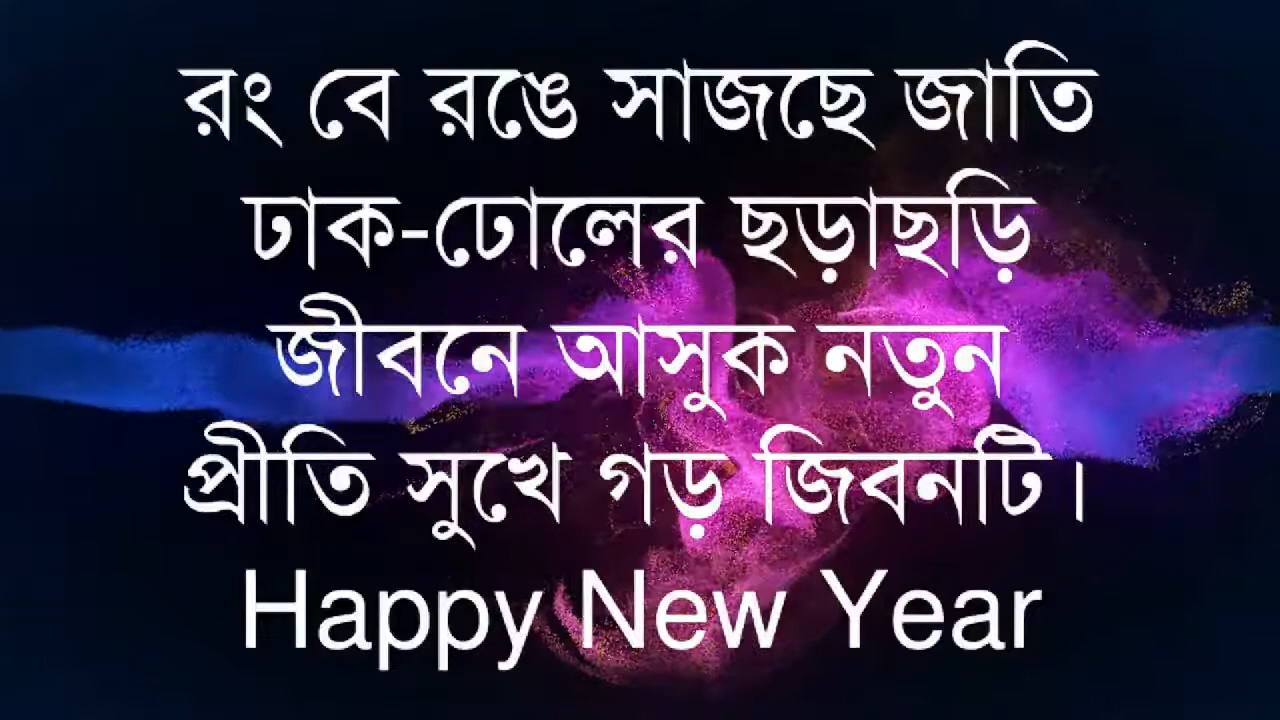 রং বে রঙে সাজছে জাতি
ঢাক-ঢোলের ছড়াছড়ি
জীবনে আসুক নতুন
প্রীতি সুখে গড় জিবনটি।
Happy New Year